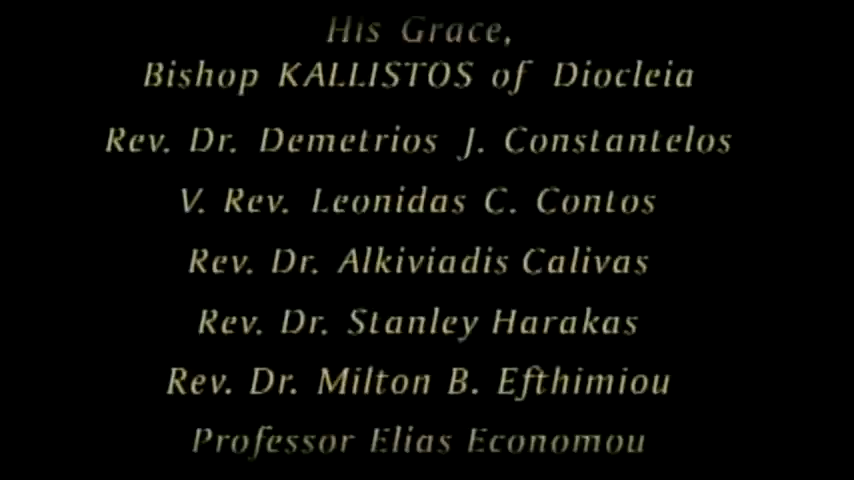 His Grace,
Bishop KALLISTOS of Diocleia
Rev. Dr. Demetrios J. Constantelos
V. Rev. Leonidas C. Contos
Rev. Dr. Alkiviadis Calivas
Rev. Dr. Stanley Harakas
Rev. Dr. Milton B. Efthimiou
Professor Elias Economou